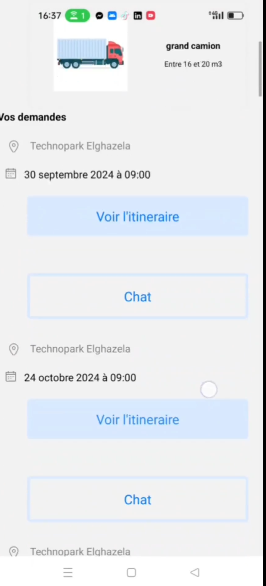 16:37
1
grand camion
Entre 16 et 20 m3
Vos demandes
Technopark Elghazela
30 septembre 2024 à 09:00
Voir l'itineraire
Chat
Technopark Elghazela
24 octobre 2024 à 09:00
Voir l'itineraire
Chat
Technopark Elghazela